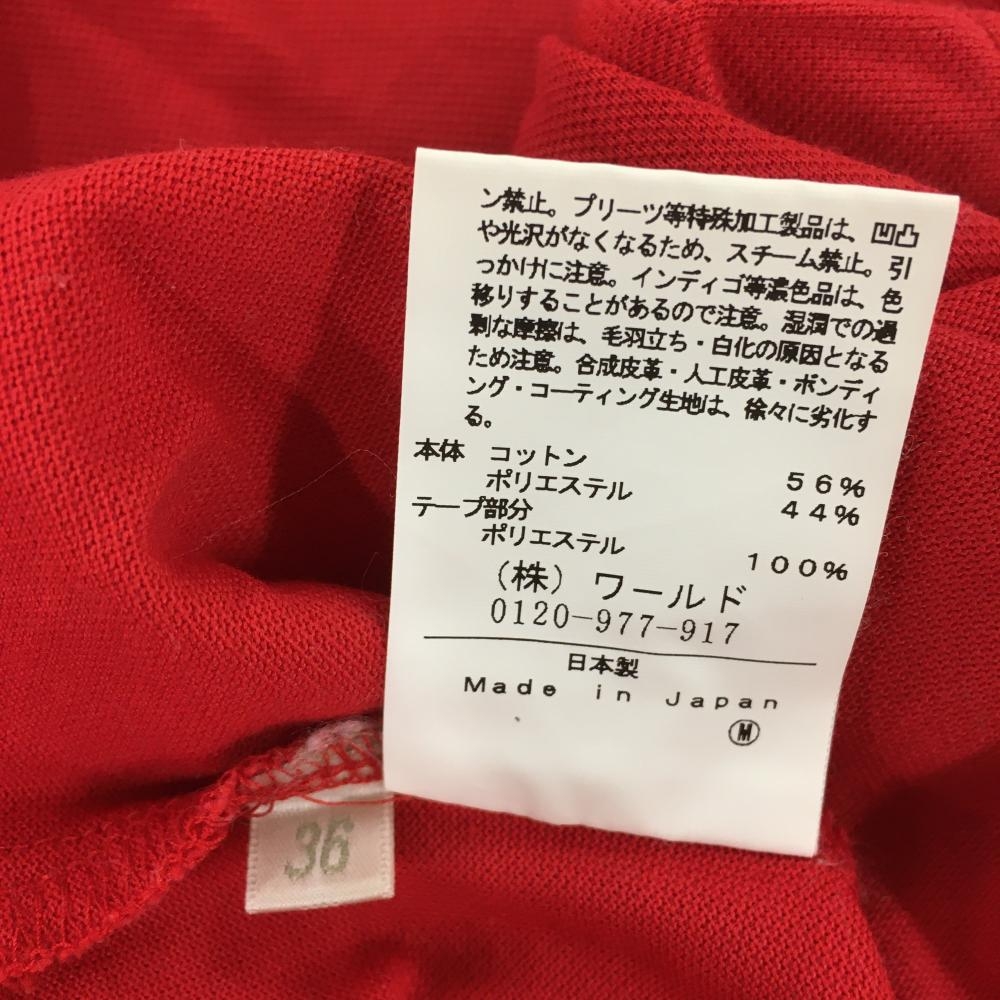 ン禁止。プリーツ等特殊加工製品は、凹凸
や光沢がなくなるため、スチーム禁止。引
っかけに注意。インディゴ等濃色品は、色
移りすることがあるので注意。湿潤での過
剰な摩擦は、毛羽立ち・白化の原因となる
ため注意。合成皮革・人工皮革・ボンディ
ング・コーティング生地は、徐々に劣化す
る。
本体 コットン 56%
ポリエステル 44%
テープ部分
ポリエステル 100%
(株) ワールド
0120-977-917
日本製
Made in Japan
Ⓜ
36